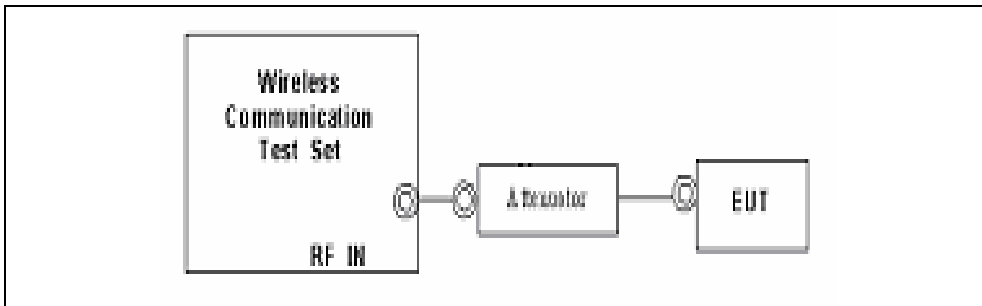 Wireless
Communication
Test Set
RF IN
Attenuator
EUT